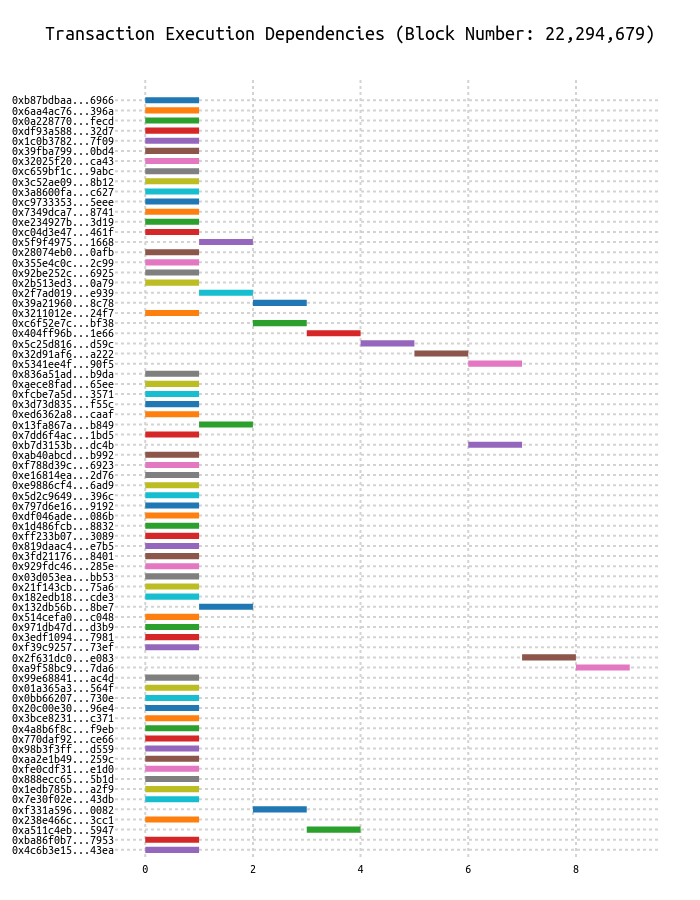 Transaction Execution Dependencies (Block Number: 22,294,679)
0xb87bdbaa...6966
0x6aa4ac76...396a
0x0a228770...fecd
0xdf93a588...32d7
0x1c0b3782...7f09
0x39fba799...0bd4
0x32025f20...ca43
0xc659bf1c...9abc
0x3c52ae09...8b12
0x3a8600fa...c627
0xc9733353...5eee
0x7349dca7...8741
0xe234927b...3d19
0xc04d3e47...461f
0x5f9f4975...1668
0x28074eb0...0afb
0x355e4c0c...2c99
0x92be252c...6925
0x2b513ed3...0a79
0x2f7ad019...e939
0x39a21960...8c78
0x3211012e...24f7
0xc6f52e7c...bf38
0x404ff96b...1e66
0x5c25d816...d59c
0x32d91af6...a222
0x5341ee4f...90f5
0x836a51ad...b9da
0xaece8fad...65ee
0xfcbe7a5d...3571
0x3d73d835...f55c
0xed6362a8...caaf
0x13fa867a...b849
0x7dd6f4ac...1bd5
0xb7d3153b...dc4b
0xab40abcd...b992
0xf788d39c...6923
0xe16814ea...2d76
0xe9886cf4...6ad9
0x5d2c9649...396c
0x797d6e16...9192
0xdf046ade...086b
0x1d486fcb...8832
0xff233b07...3089
0x819daac4...e7b5
0x3fd21176...8401
0x929fdc46...285e
0x03d053ea...bb53
0x21f143cb...75a6
0x182edb18...cde3
0x132db56b...8be7
0x514cefa0...c048
0x971db47d...d3b9
0x3edf1094...7981
0xf39c9257...73ef
0x2f631dc0...e083
0xa9f58bc9...7da6
0x99e68841...ac4d
0x01a365a3...564f
0x0bb66207...730e
0x20c00e30...96e4
0x3bce8231...c371
0x4a8b6f8c...f9eb
0x770daf92...ce66
0x98b3f3ff...d559
0xaa2e1b49...259c
0xfe0cdf31...e1d0
0x888ecc65...5b1d
0x1edb785b...a2f9
0x7e30f02e...43db
0xf331a596...0082
0x238e466c...3cc1
0xa511c4eb...5947
0xba86f0b7...7953
0x4c6b3e15...43ea
0 2 4 6 8